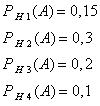 P_{H1}(A) = 0,15
P_{H2}(A) = 0,3
P_{H3}(A) = 0,2
P_{H4}(A) = 0,1